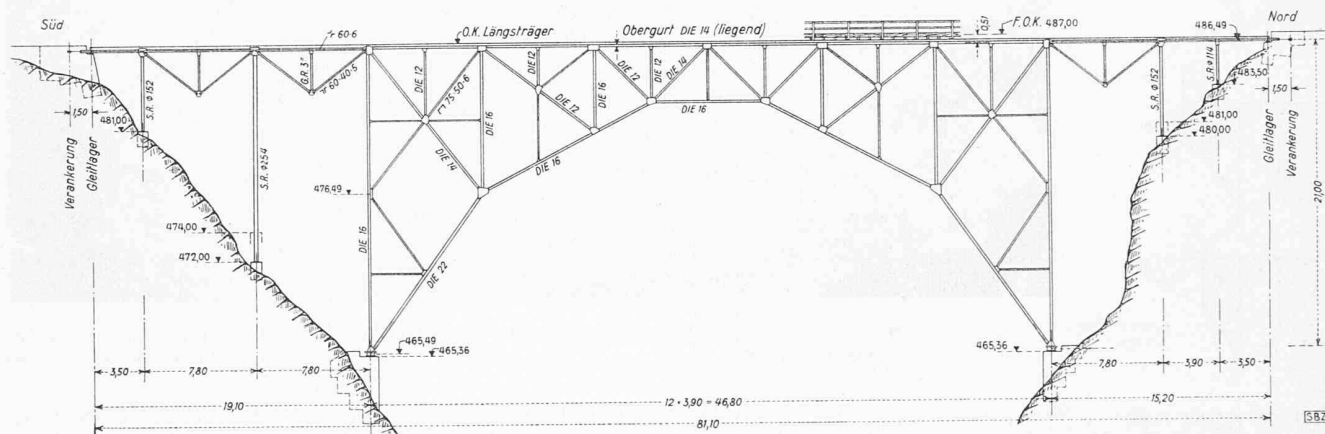 Süd
Nord
∢ 60·6
O.K. Längsträger
Obergurt DIE 14 (liegend)
0,51
F.O.K. 487,00
486,49
G.R. 3"
∢ 60·40·5
DIE 12
75·50·6
DIE 12
DIE 16
DIE 12
DIE 12
DIE 12
DIE 14
DIE 16
DIE 16
DIE 16
DIE 14
DIE 16
DIE 22
S.R. φ 152
S.R. φ 254
S.R. φ 152
S.R. φ 114
483,50
1,50
481,00
1,50
481,00
480,00
Verankerung
Gleitlager
Gleitlager
Verankerung
476,49
474,00
472,00
21,00
465,49
465,36
465,36
3,50
7,80
7,80
7,80
3,90
3,50
19,10
12 · 3,90 = 46,80
15,20
81,10
SBZ